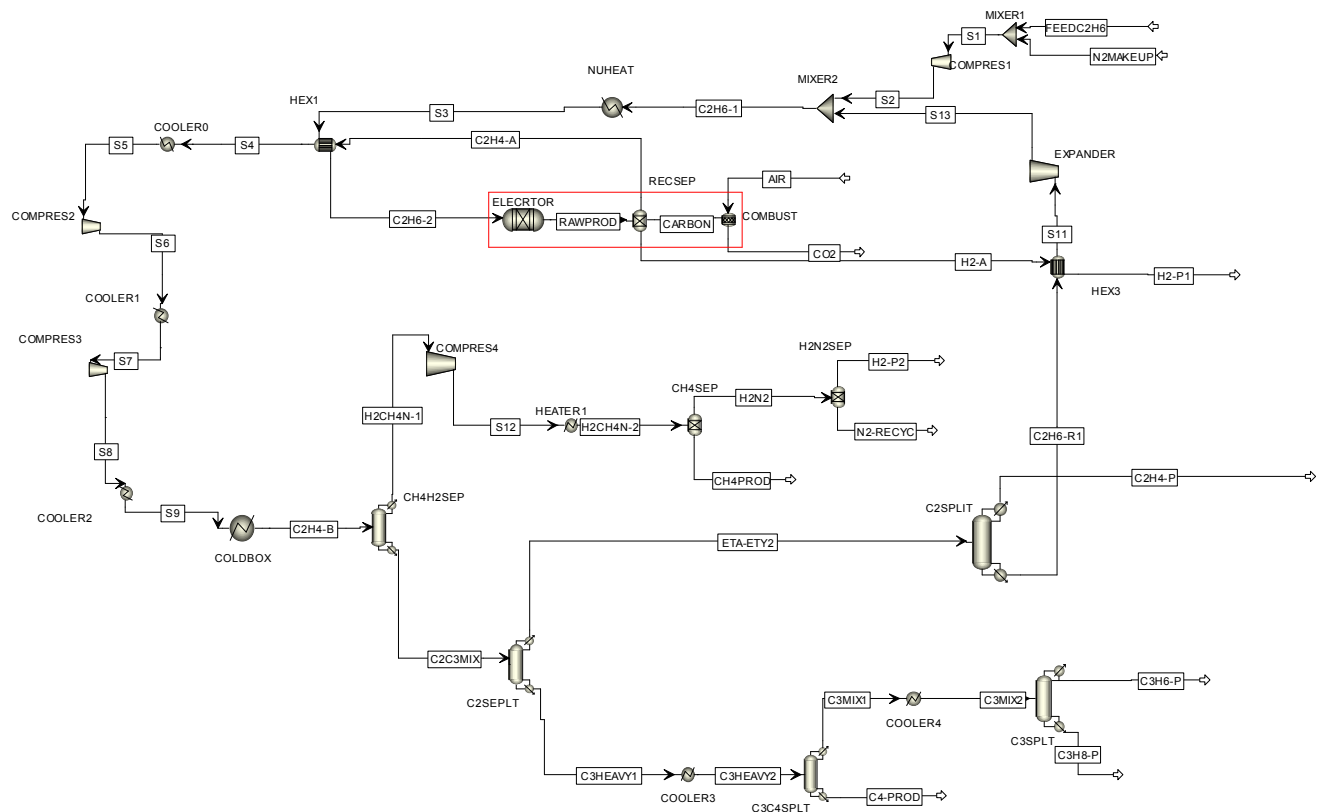 MIXER1
FEEDC2H6
S1
N2MAKEUP
COMPRES1
MIXER2
NUHEAT
S2
C2H6-1
S13
S3
HEX1
COOLER0
S5
S4
C2H4-A
EXPANDER
RECSEP
AIR
ELECRTOR
COMPRES2
C2H6-2
RAWPROD
CARBON
COMBUST
S6
S11
CO2
H2-A
H2-P1
COOLER1
HEX3
COMPRES3
COMPRES4
H2N2SEP
S7
H2-P2
CH4SEP
H2N2
H2CH4N-1
HEATER1
S12
H2CH4N-2
N2-RECYC
C2H6-R1
S8
CH4PROD
C2H4-P
CH4H2SEP
C2SPLIT
COOLER2
S9
C2H4-B
COLDBOX
ETA-ETY2
C2C3MIX
C2SEPLT
C3MIX1
C3MIX2
C3H6-P
COOLER4
C3SPLT
C3H8-P
C3HEAVY1
C3HEAVY2
COOLER3
C4-PROD
C3C4SPLT